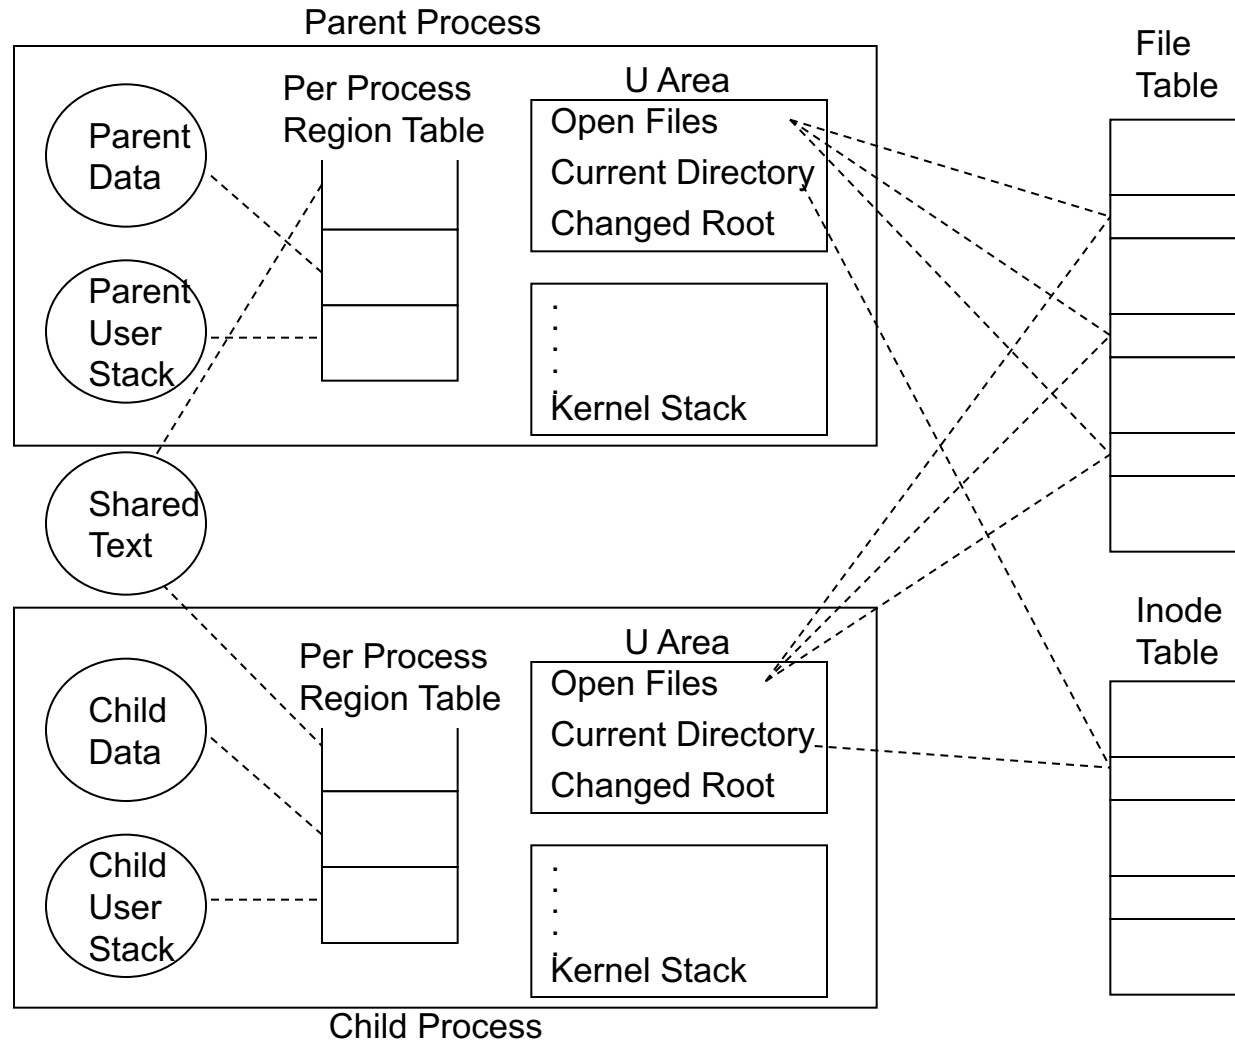 Parent Process
File
Table
Per Process
Region Table
U Area
Open Files
Current Directory
Changed Root
Parent
Data
Parent
User
Stack
.
.
.
.
.
Kernel Stack
Shared
Text
Inode
Table
Per Process
Region Table
U Area
Open Files
Current Directory
Changed Root
Child
Data
Child
User
Stack
.
.
.
.
.
Kernel Stack
Child Process